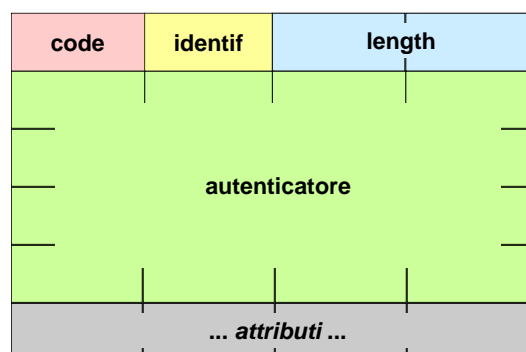 code identif length
autenticatore
... attributi ...